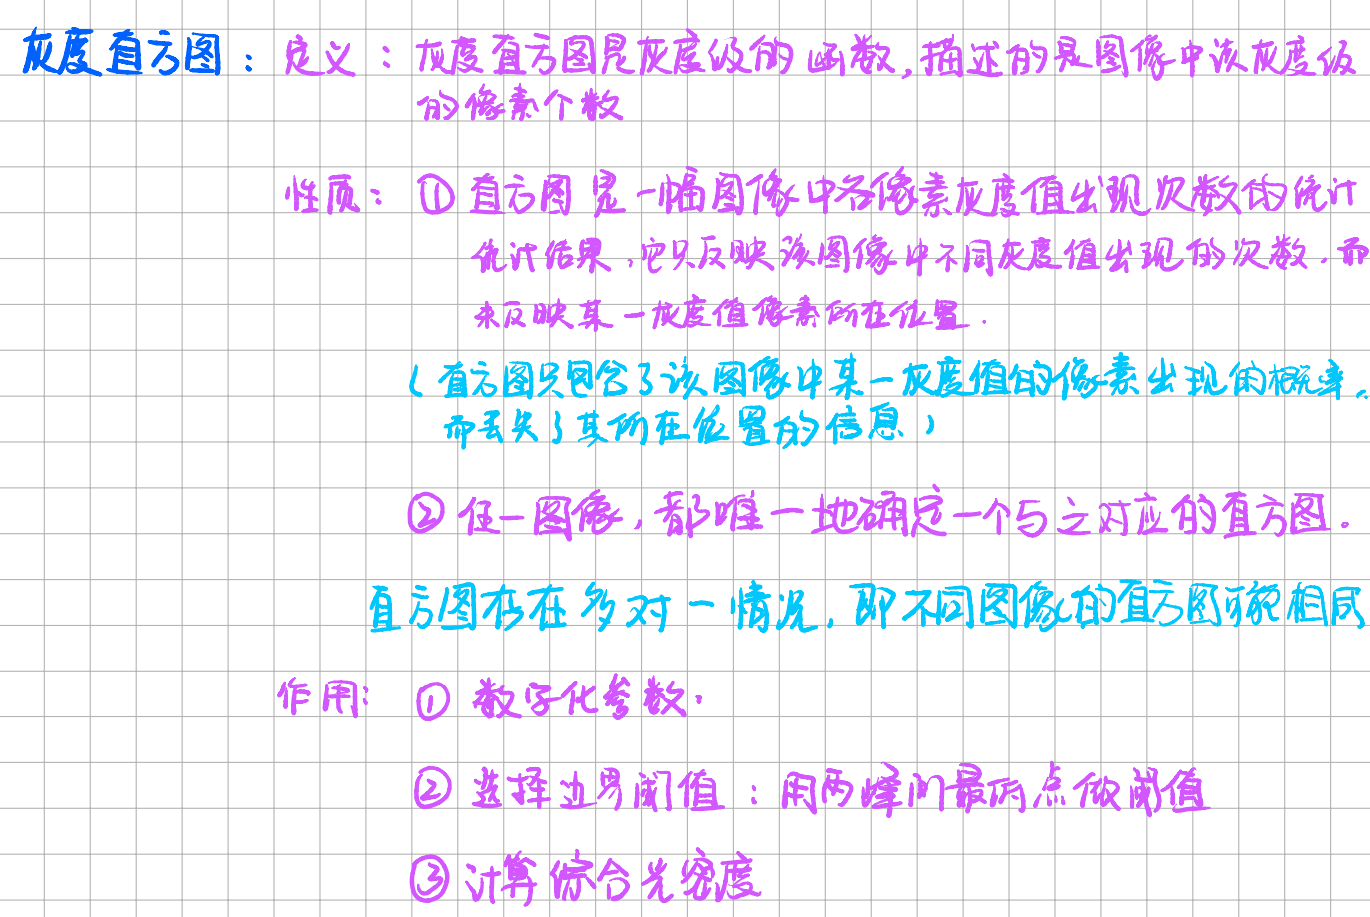 灰度直方图：定义：灰度直方图是灰度级的函数,描述的是图像中该灰度级
的像素个数
性质：① 直方图是一幅图像中各像素灰度值出现次数的统计
统计结果，它只反映该图像中不同灰度值出现的次数，而
未反映某一灰度值像素所在位置.
(直方图只包含了该图像中某一灰度值的像素出现的概率，
而丢失了其所在位置的信息)
② 任一图像，都唯一地确定一个与之对应的直方图.
直方图存在多对一情况，即不同图像的直方图可能相同
作用：① 数字化参数.
② 选择边界阈值：用两峰间最低点做阈值
③ 计算综合光密度